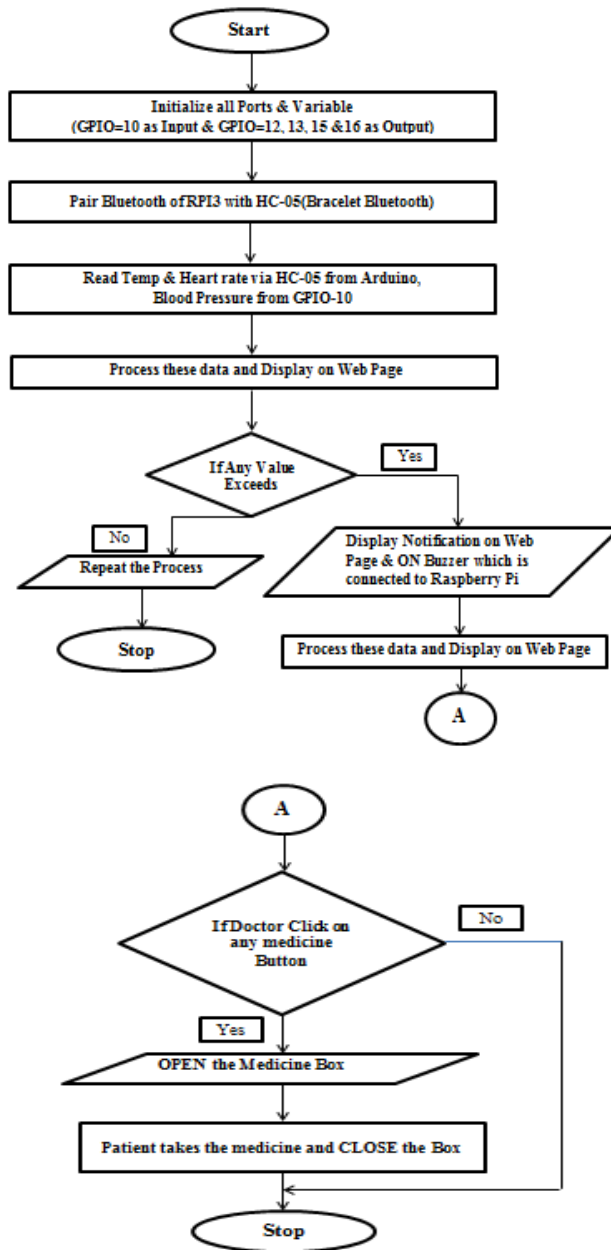 Start
Initialize all Ports & Variable
(GPIO=10 as Input & GPIO=12, 13, 15 &16 as Output)
Pair Bluetooth of RPI3 with HC-05(Bracelet Bluetooth)
Read Temp & Heart rate via HC-05 from Arduino,
Blood Pressure from GPIO-10
Process these data and Display on Web Page
If Any Value
Exceeds
Yes
No
Repeat the Process
Stop
Display Notification on Web
Page & ON Buzzer which is
connected to Raspberry Pi
Process these data and Display on Web Page
A
A
If Doctor Click on
any medicine
Button
No
Yes
OPEN the Medicine Box
Patient takes the medicine and CLOSE the Box
Stop